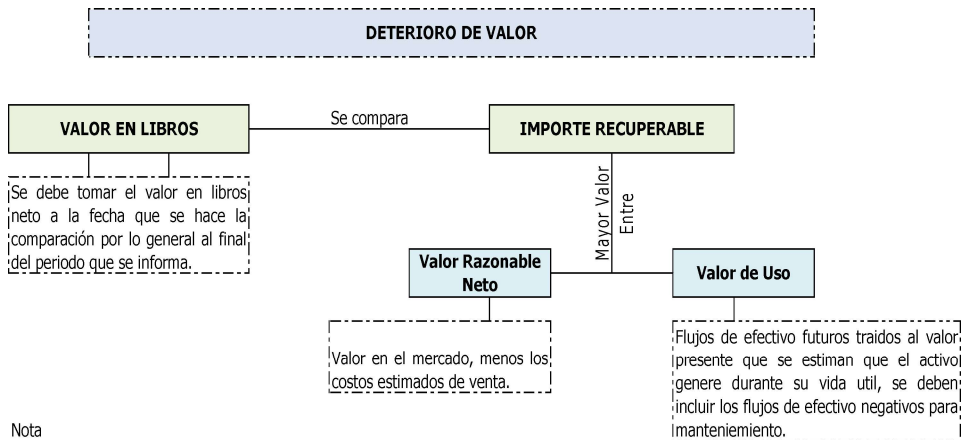 DETERIORO DE VALOR
VALOR EN LIBROS
Se compara
IMPORTE RECUPERABLE
Se debe tomar el valor en libros
neto a la fecha que se hace la
comparación por lo general al final
del periodo que se informa.
Mayor Valor
Entre
Valor Razonable
Neto
Valor de Uso
Valor en el mercado, menos los
costos estimados de venta.
Flujos de efectivo futuros traidos al valor
presente que se estiman que el activo
genere durante su vida util, se deben
incluir los flujos de efectivo negativos para
manteniemiento.
Nota